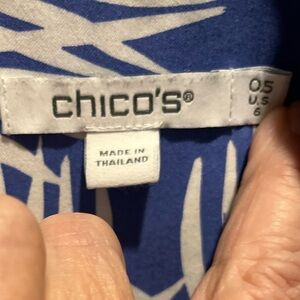 chico's®
0.5
U.S
6
MADE IN
THAILAND